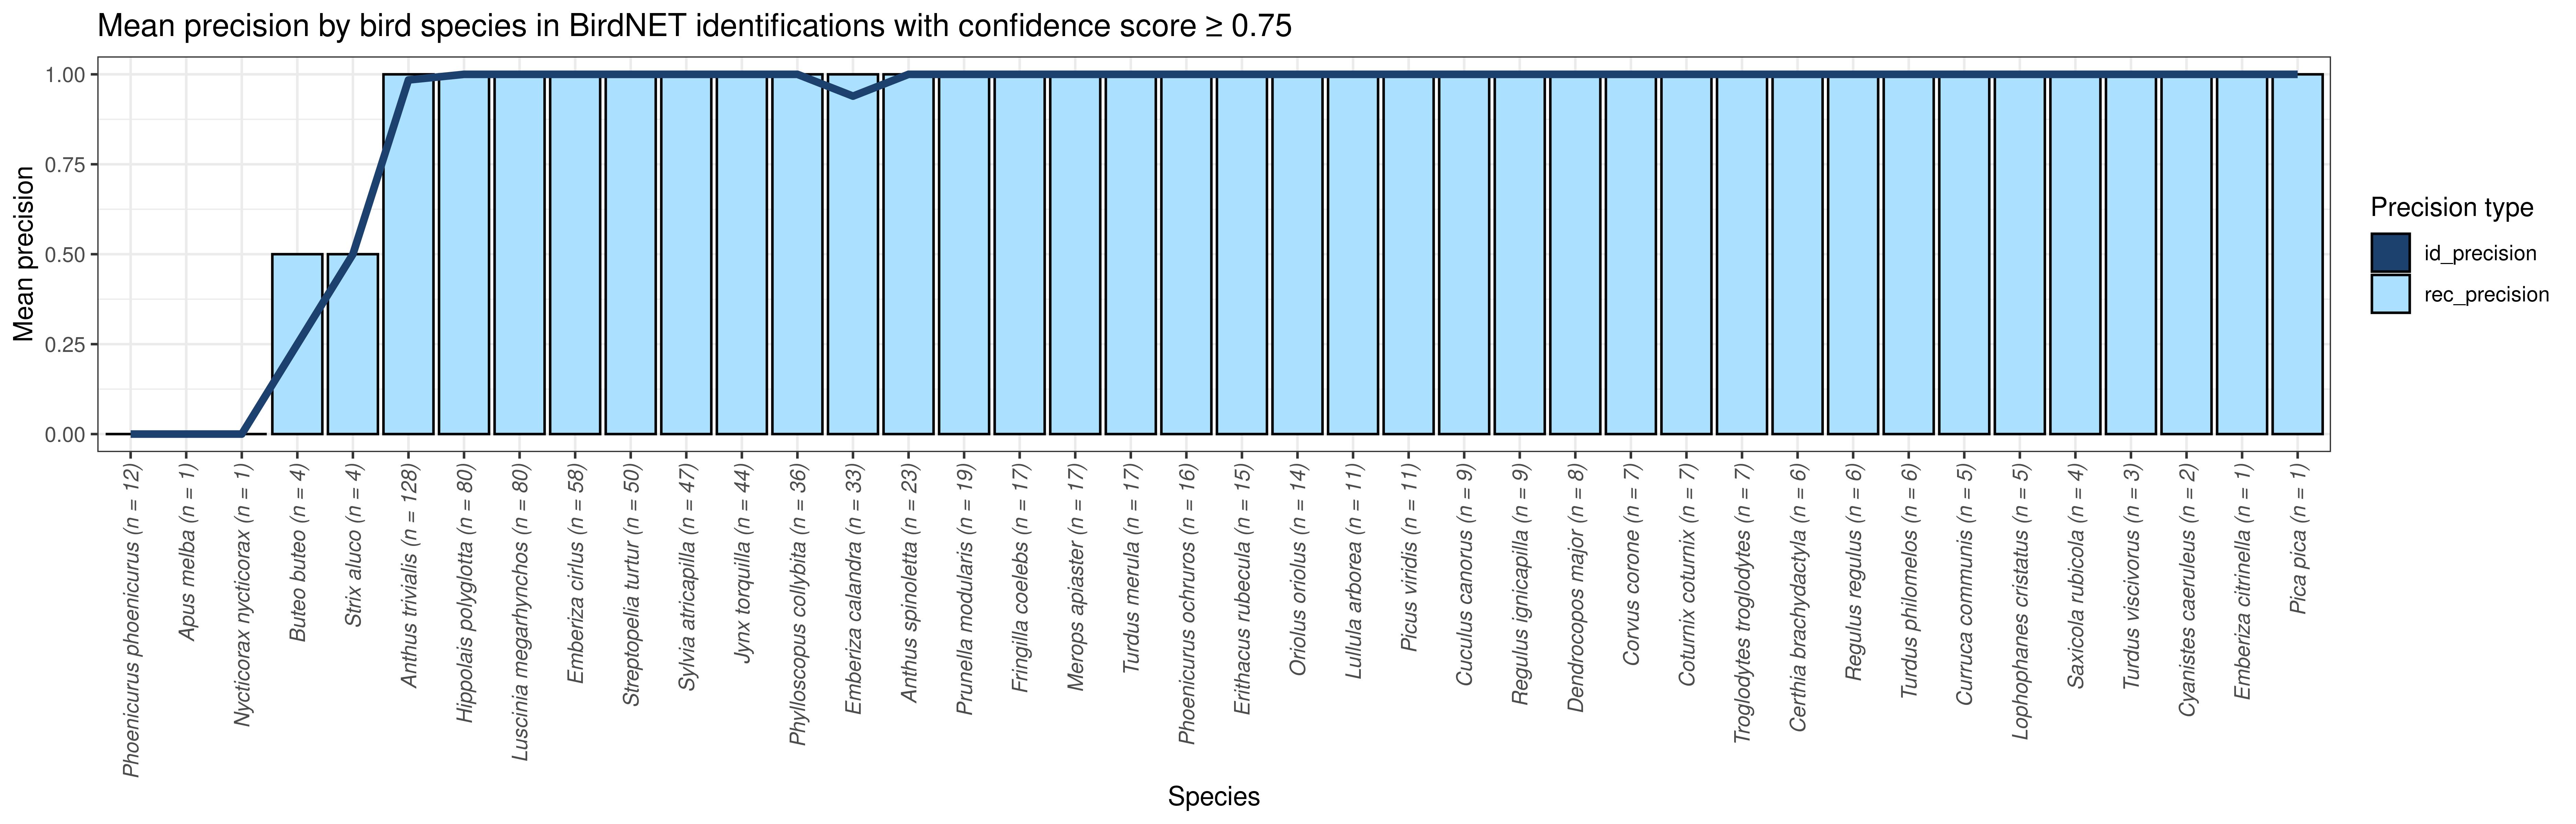 Mean precision by bird species in BirdNET identifications with confidence score ≥ 0.75
Mean precision
1.00
0.75
0.50
0.25
0.00
Phoenicurus phoenicurus (n = 12)
Apus melba (n = 1)
Nycticorax nycticorax (n = 1)
Buteo buteo (n = 4)
Strix aluco (n = 4)
Anthus trivialis (n = 128)
Hippolais polyglotta (n = 80)
Luscinia megarhynchos (n = 80)
Emberiza cirlus (n = 58)
Streptopelia turtur (n = 50)
Sylvia atricapilla (n = 47)
Jynx torquilla (n = 44)
Phylloscopus collybita (n = 36)
Emberiza calandra (n = 33)
Anthus spinoletta (n = 23)
Prunella modularis (n = 19)
Fringilla coelebs (n = 17)
Merops apiaster (n = 17)
Turdus merula (n = 17)
Phoenicurus ochruros (n = 16)
Erithacus rubecula (n = 15)
Oriolus oriolus (n = 14)
Lullula arborea (n = 11)
Picus viridis (n = 11)
Cuculus canorus (n = 9)
Regulus ignicapilla (n = 9)
Dendrocopos major (n = 8)
Corvus corone (n = 7)
Coturnix coturnix (n = 7)
Troglodytes troglodytes (n = 7)
Certhia brachydactyla (n = 6)
Regulus regulus (n = 6)
Turdus philomelos (n = 6)
Curruca communis (n = 5)
Lophophanes cristatus (n = 5)
Saxicola rubicola (n = 4)
Turdus viscivorus (n = 3)
Cyanistes caeruleus (n = 2)
Emberiza citrinella (n = 1)
Pica pica (n = 1)
Species
Precision type
id_precision
rec_precision